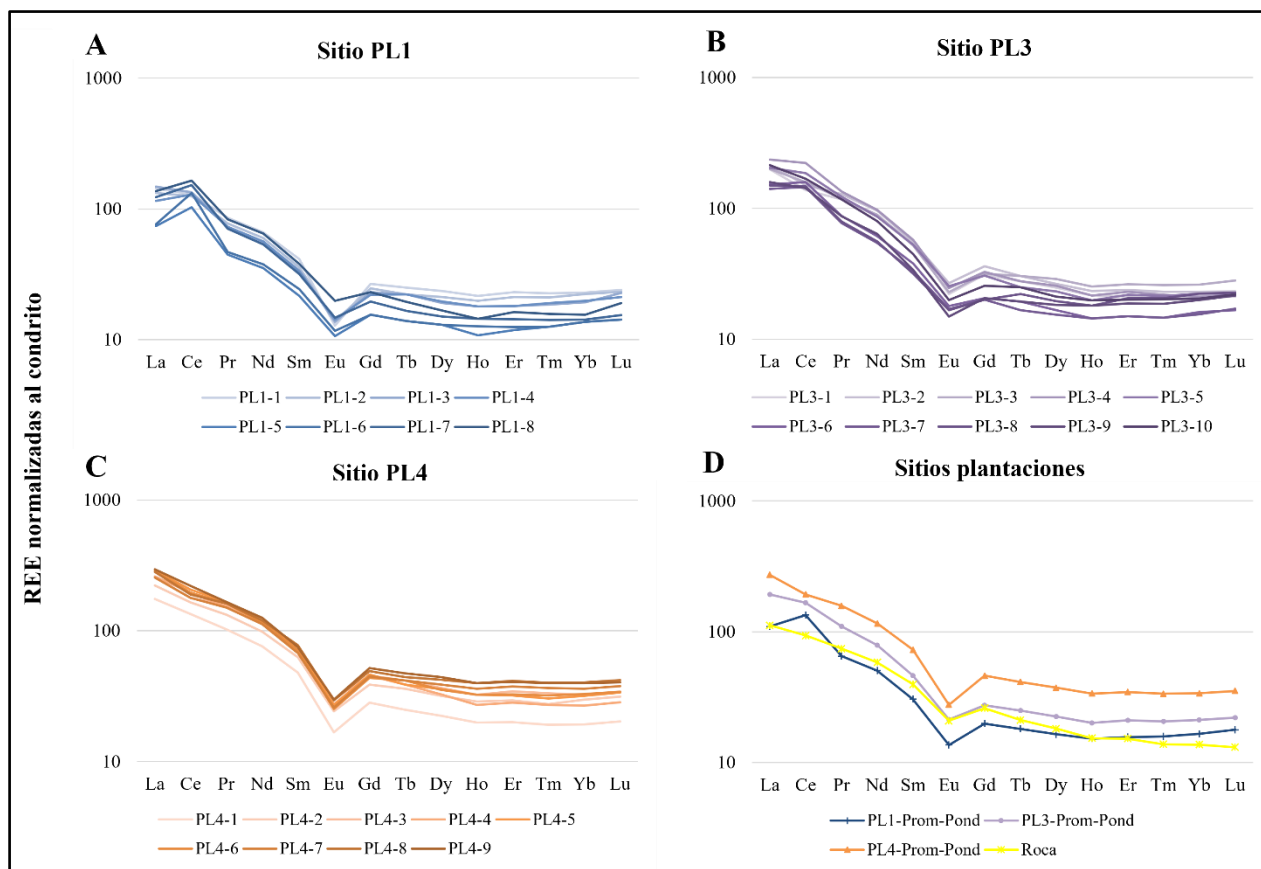 REE normalizadas al condrito
A
Sitio PL1
1000
100
10
La Ce Pr Nd Sm Eu Gd Tb Dy Ho Er Tm Yb Lu
PL1-1 PL1-2 PL1-3 PL1-4
PL1-5 PL1-6 PL1-7 PL1-8
B
Sitio PL3
1000
100
10
La Ce Pr Nd Sm Eu Gd Tb Dy Ho Er Tm Yb Lu
PL3-1 PL3-2 PL3-3 PL3-4 PL3-5
PL3-6 PL3-7 PL3-8 PL3-9 PL3-10
C
Sitio PL4
1000
100
10
La Ce Pr Nd Sm Eu Gd Tb Dy Ho Er Tm Yb Lu
PL4-1 PL4-2 PL4-3 PL4-4 PL4-5
PL4-6 PL4-7 PL4-8 PL4-9
D
Sitios plantaciones
1000
100
10
La Ce Pr Nd Sm Eu Gd Tb Dy Ho Er Tm Yb Lu
PL1-Prom-Pond PL3-Prom-Pond
PL4-Prom-Pond Roca